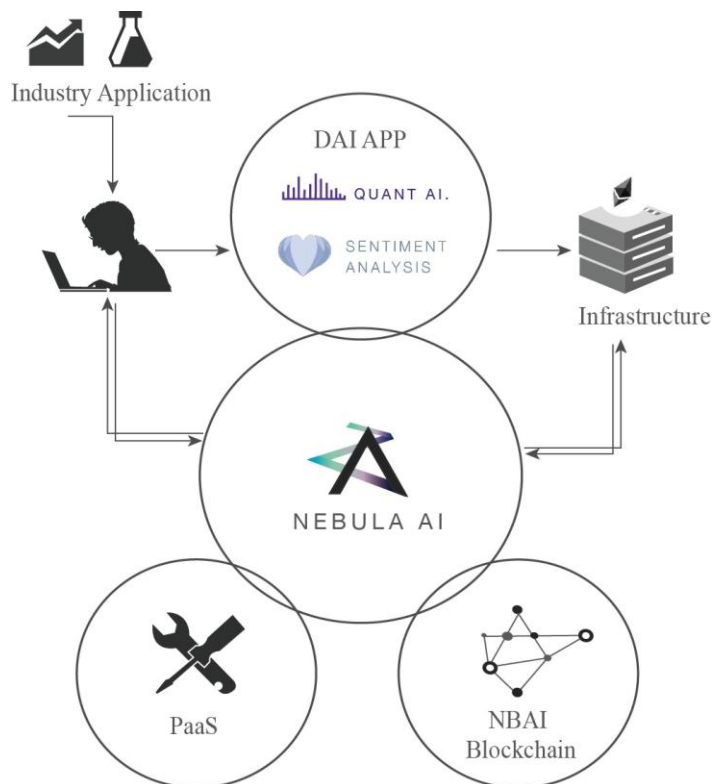 Industry Application
DAI APP
QUANT AI.
SENTIMENT
ANALYSIS
Infrastructure
NEBULA AI
PaaS
NBAI
Blockchain